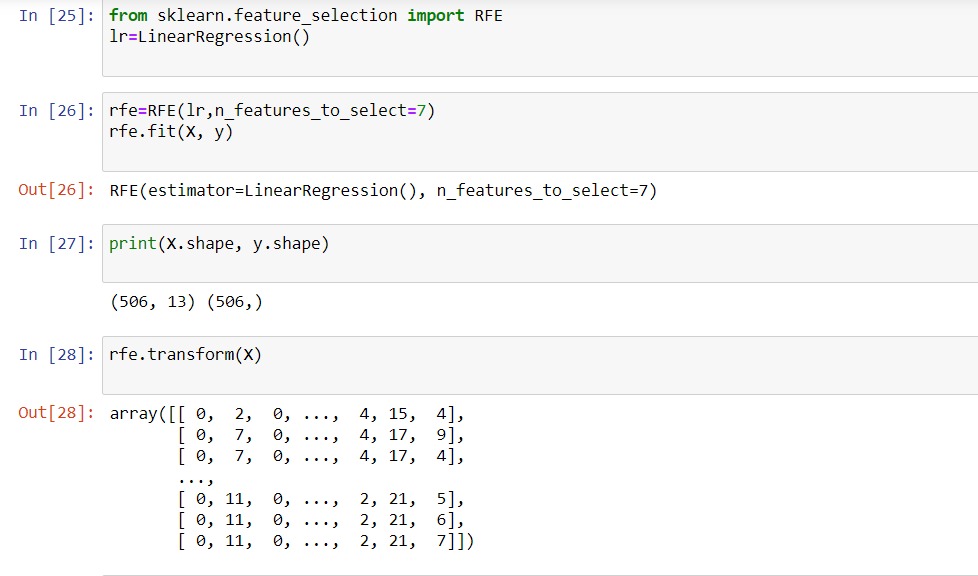 In [25]: from sklearn.feature_selection import RFE
lr=LinearRegression()
In [26]: rfe=RFE(lr,n_features_to_select=7)
rfe.fit(X, y)
Out[26]: RFE(estimator=LinearRegression(), n_features_to_select=7)
In [27]: print(X.shape, y.shape)
(506, 13) (506,)
In [28]: rfe.transform(X)
Out[28]: array([[ 0,  2,  0, ...,  4, 15,  4],
[ 0,  7,  0, ...,  4, 17,  9],
[ 0,  7,  0, ...,  4, 17,  4],
...,
[ 0, 11,  0, ...,  2, 21,  5],
[ 0, 11,  0, ...,  2, 21,  6],
[ 0, 11,  0, ...,  2, 21,  7]])